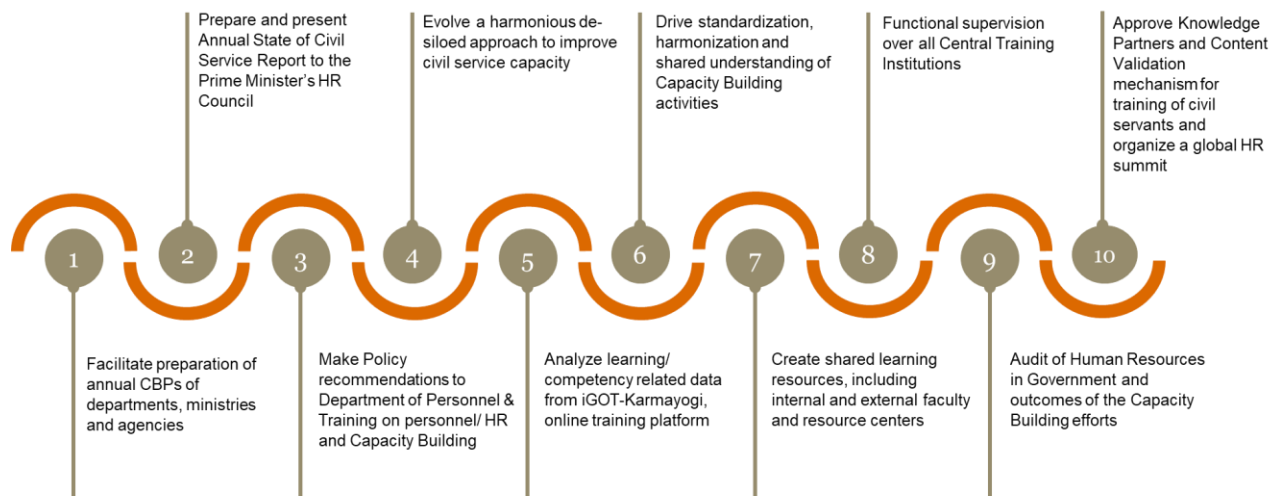 1
Facilitate preparation of
annual CBPs of
departments, ministries
and agencies
2
Prepare and present
Annual State of Civil
Service Report to the
Prime Minister's HR
Council
3
Make Policy
recommendations to
Department of Personnel &
Training on personnel/ HR
and Capacity Building
4
Evolve a harmonious de-
siloed approach to improve
civil service capacity
5
Analyze learning/
competency related data
from iGOT-Karmayogi,
online training platform
6
Drive standardization,
harmonization and
shared understanding of
Capacity Building
activities
7
Create shared learning
resources, including
internal and external faculty
and resource centers
8
Functional supervision
over all Central Training
Institutions
9
Audit of Human Resources
in Government and
outcomes of the Capacity
Building efforts
10
Approve Knowledge
Partners and Content
Validation
mechanism for
training of civil
servants and
organize a global HR
summit